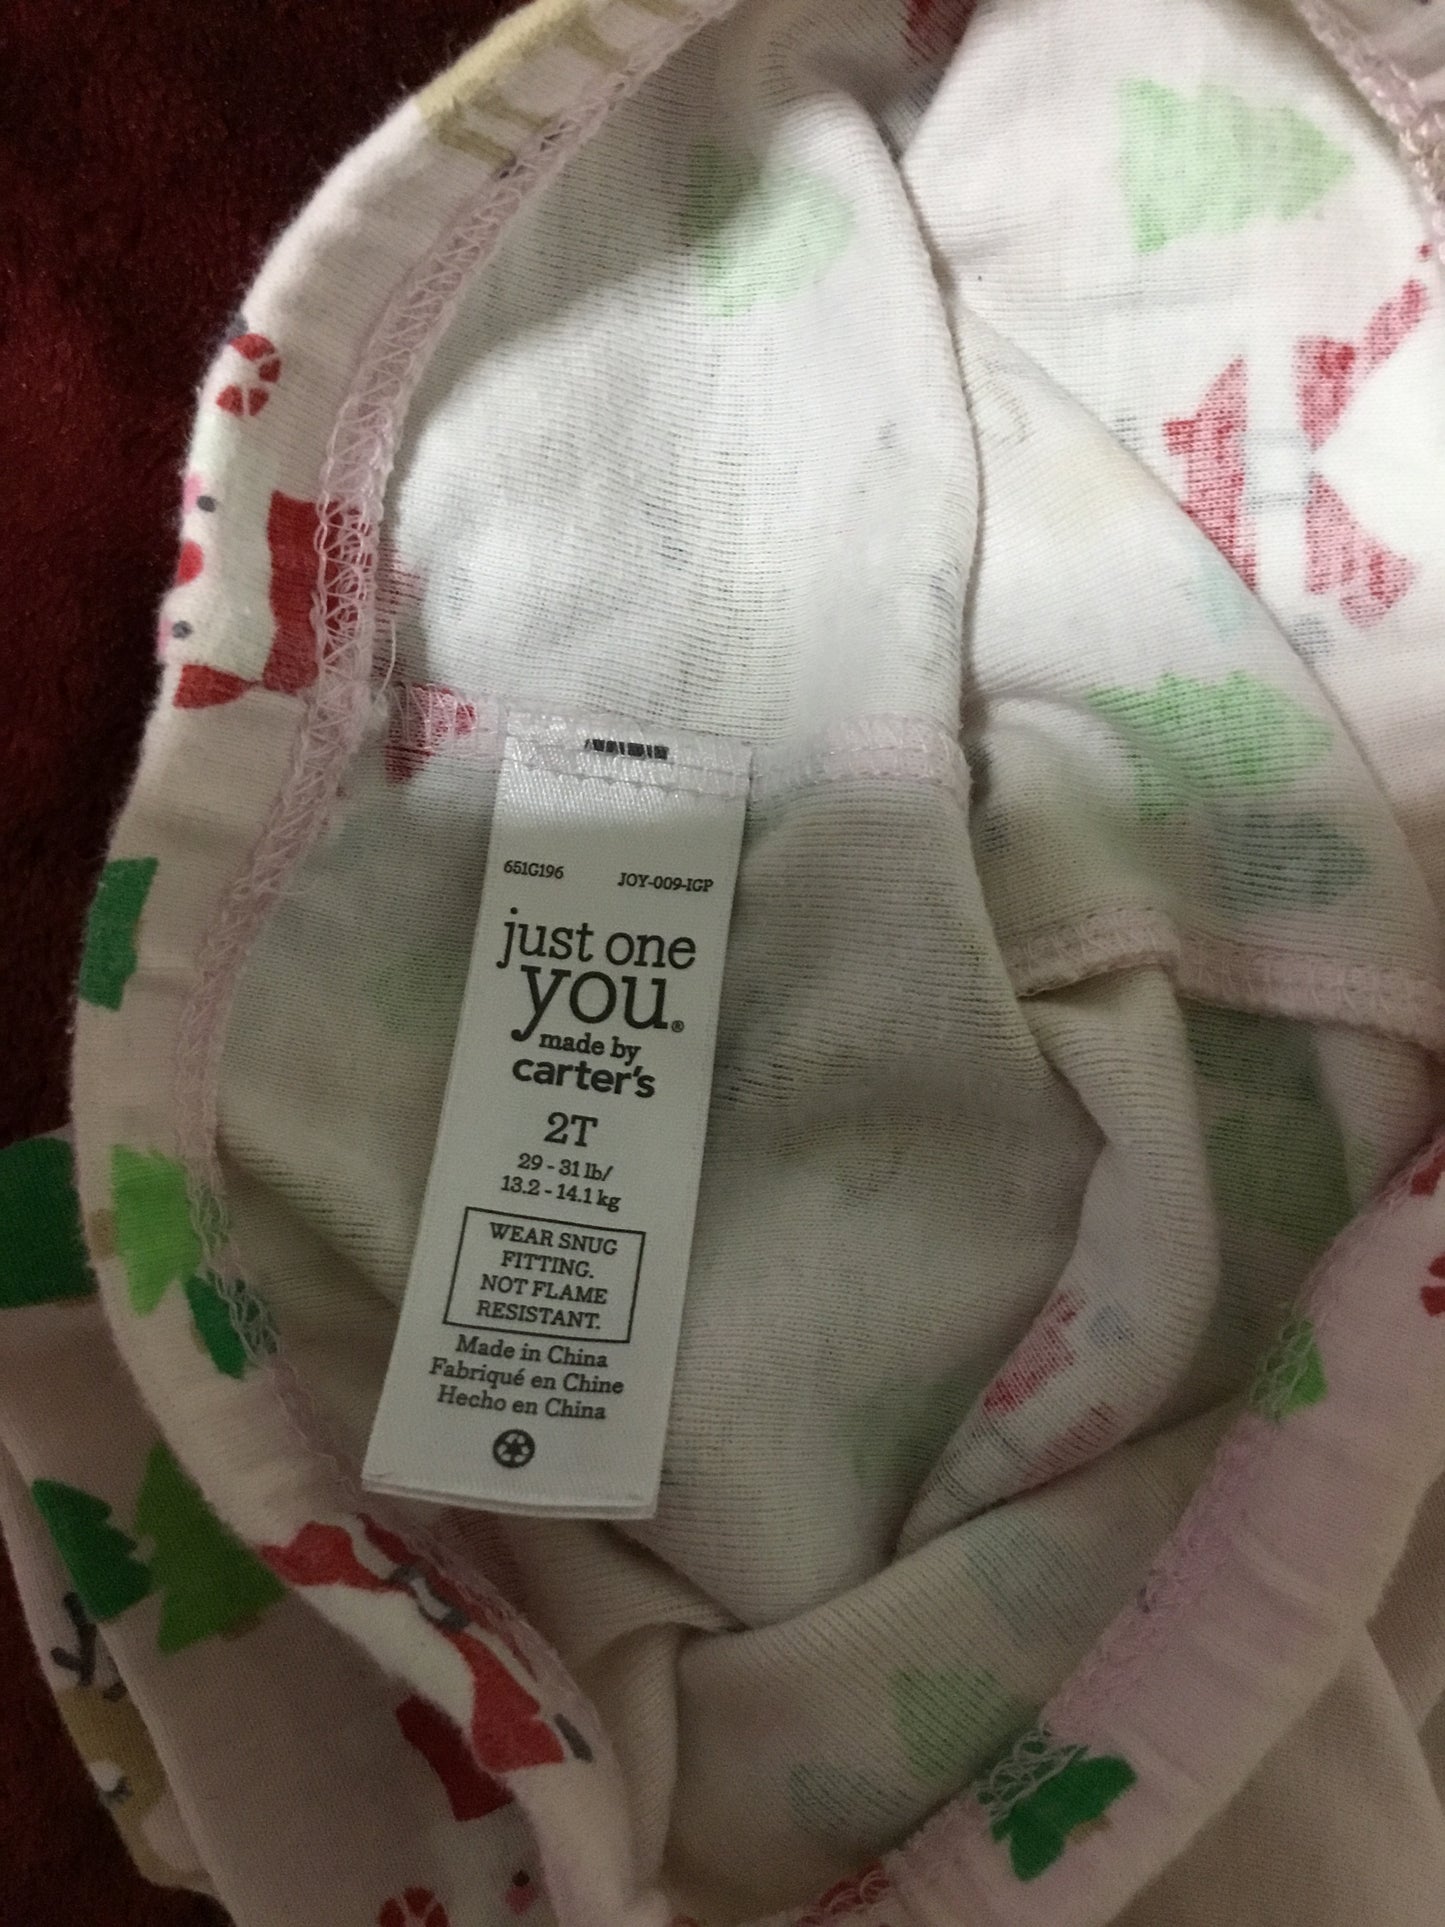 651G196 JOY-009-IGP
just one
you®
made by
carter's
2T
29 - 31 lb/
13.2 - 14.1 kg
WEAR SNUG
FITTING.
NOT FLAME
RESISTANT.
Made in China
Fabriqué en Chine
Hecho en China